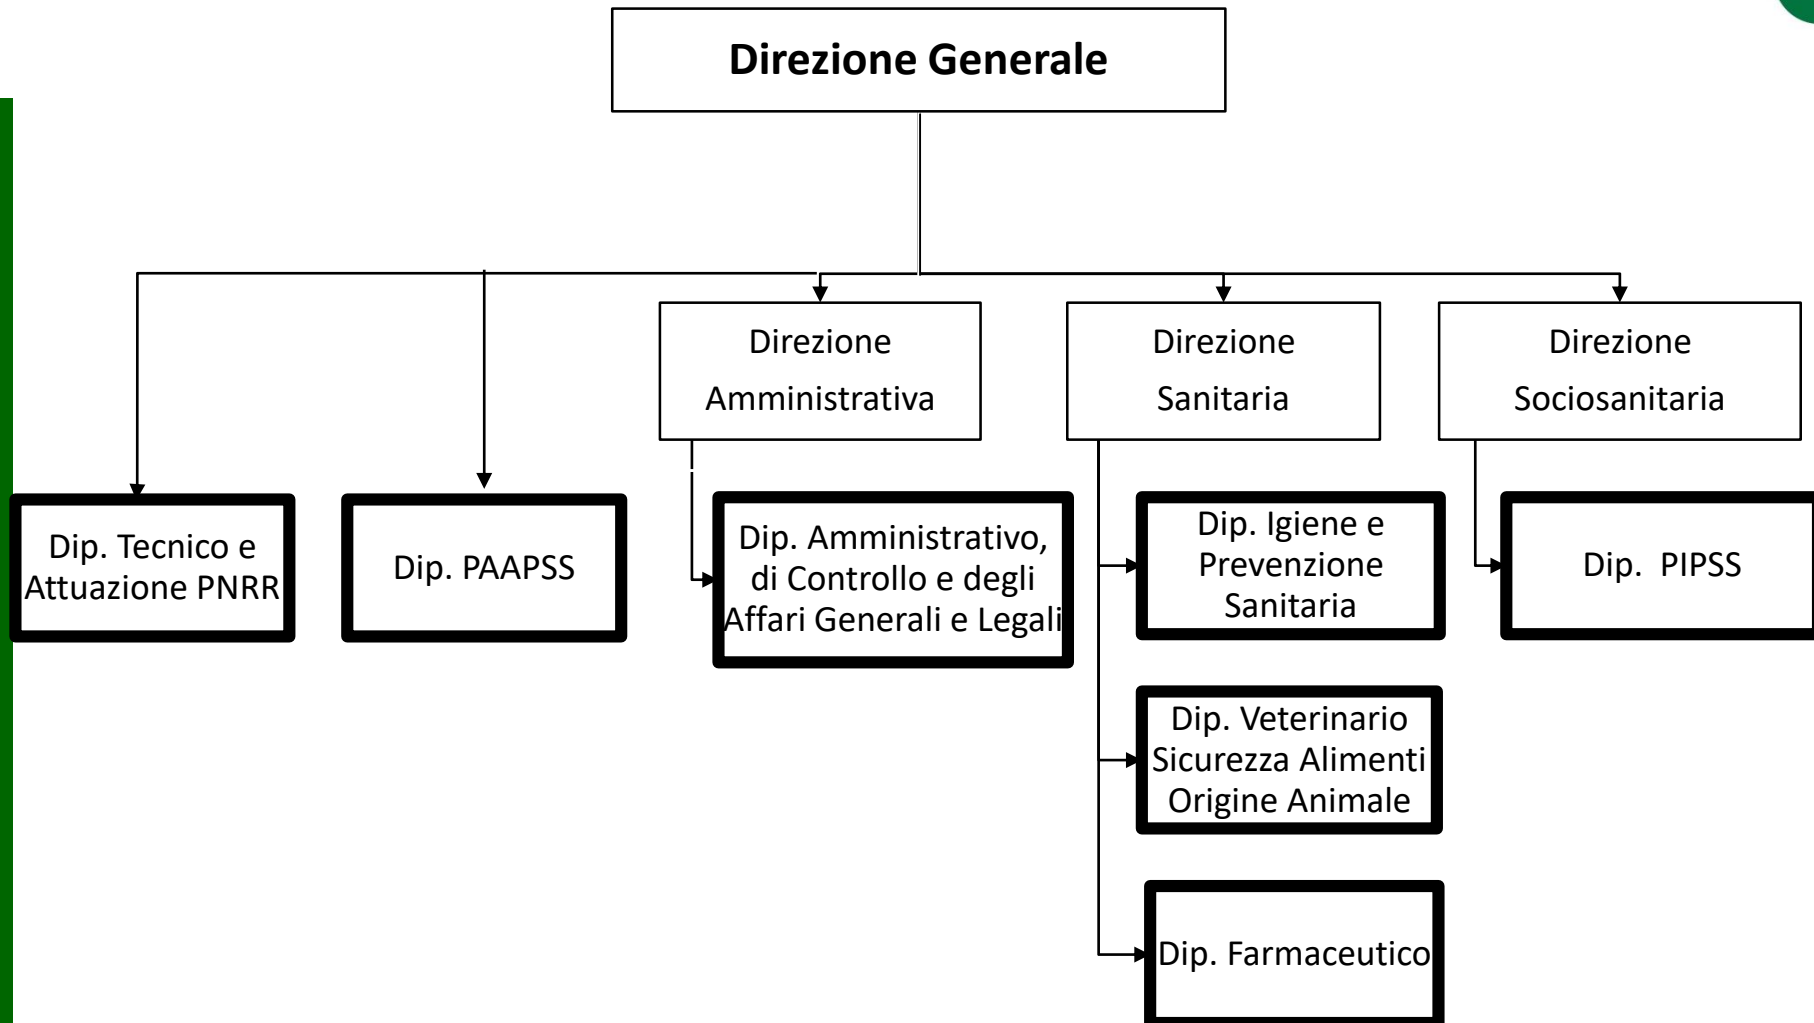 Direzione Generale
Direzione
Amministrativa
Direzione
Sanitaria
Direzione
Sociosanitaria
Dip. Tecnico e
Attuazione PNRR
Dip. PAAPSS
Dip. Amministrativo,
di Controllo e degli
Affari Generali e Legali
Dip. Igiene e
Prevenzione
Sanitaria
Dip. PIPSS
Dip. Veterinario
Sicurezza Alimenti
Origine Animale
Dip. Farmaceutico